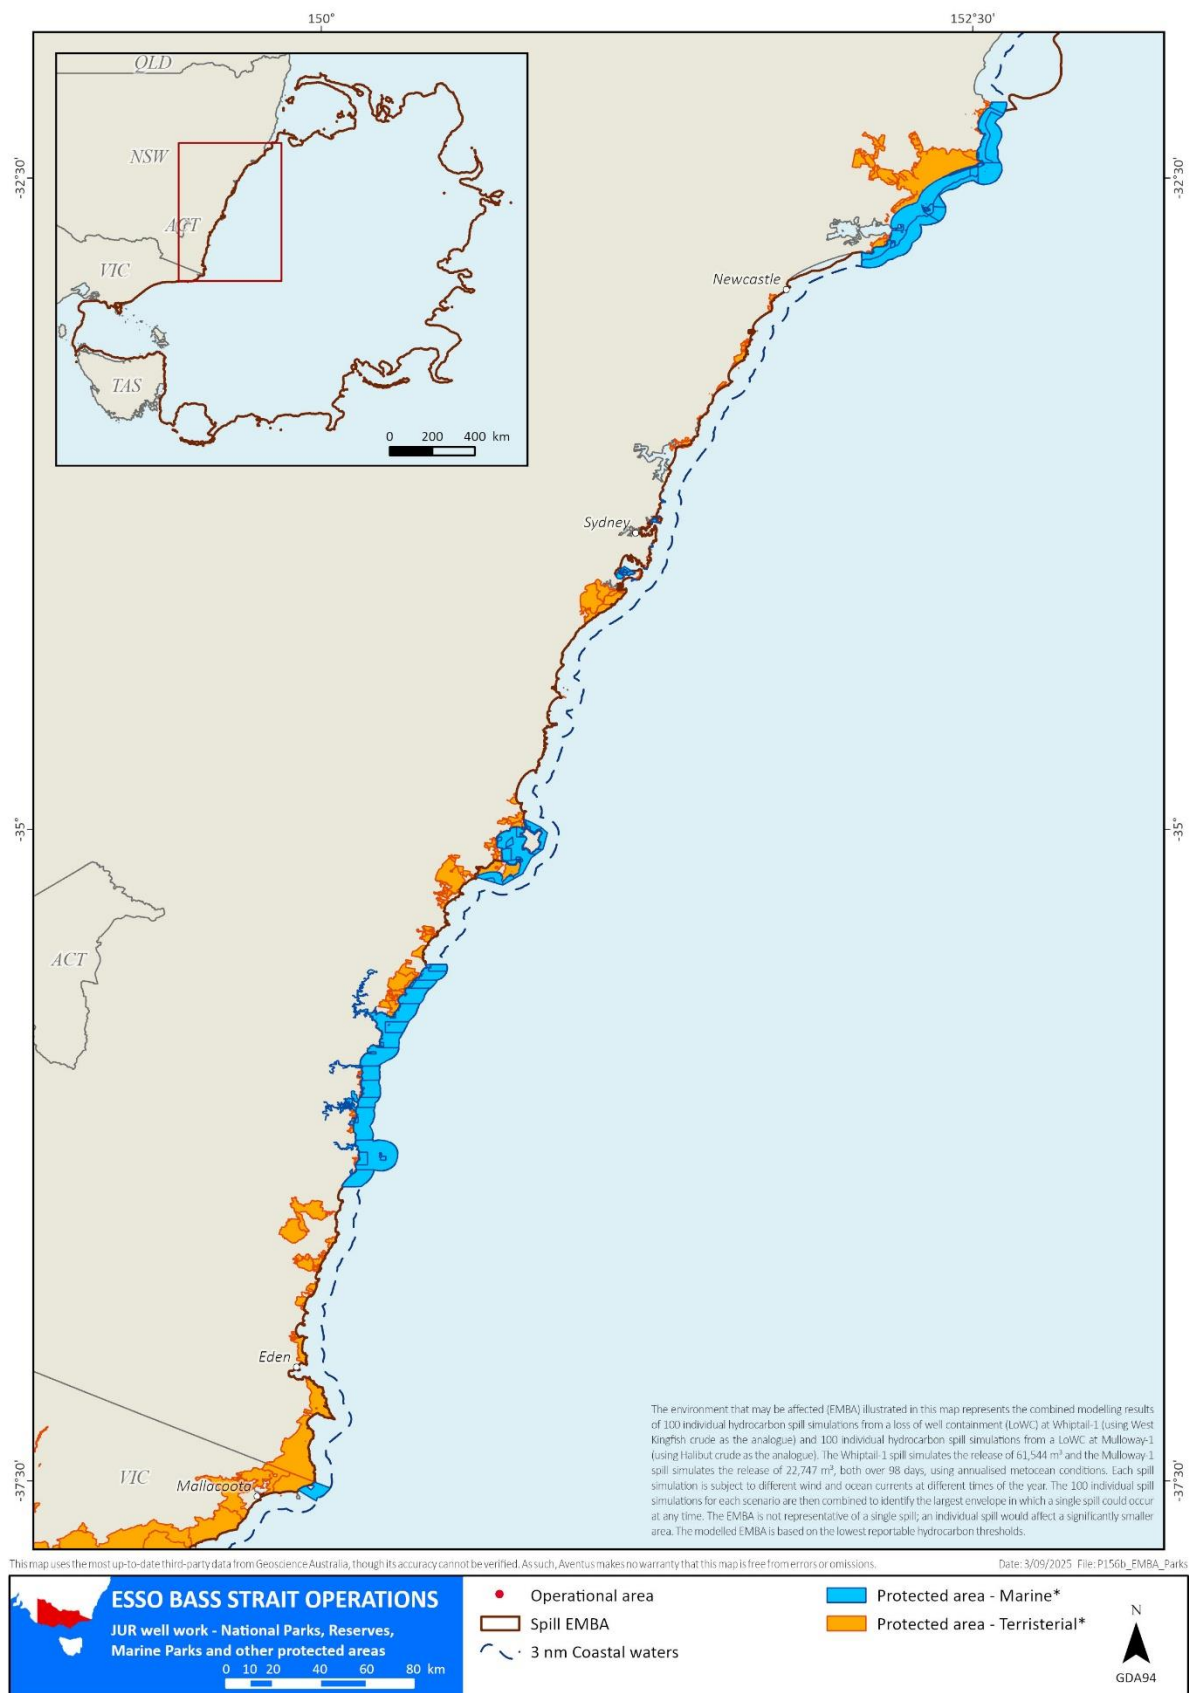 150°
152°30'
QLD
NSW
ACT
VIC
TAS
0 200 400 km
-32°30'
-32°30'
Newcastle
Sydney
-35°
-35°
ACT
Eden
VIC
Mallacoota
-37°30'
-37°30'
The environment that may be affected (EMBA) illustrated in this map represents the combined modelling results
of 100 individual hydrocarbon spill simulations from a loss of well containment (LoWC) at Whiptail-1 (using West
Kingfish crude as the analogue) and 100 individual hydrocarbon spill simulations from a LoWC at Mulloway-1
(using Halibut crude as the analogue). The Whiptail-1 spill simulates the release of 61,544 m³ and the Mulloway-1
spill simulates the release of 22,747 m³, both over 98 days, using annualised metocean conditions. Each spill
simulation is subject to different wind and ocean currents at different times of the year. The 100 individual spill
simulations for each scenario are then combined to identify the largest envelope in which a single spill could occur
at any time. The EMBA is not representative of a single spill; an individual spill would affect a significantly smaller
area. The modelled EMBA is based on the lowest reportable hydrocarbon thresholds.
This map uses the most up-to-date third-party data from Geoscience Australia, though its accuracy cannot be verified. As such, Aventus makes no warranty that this map is free from errors or omissions.
Date: 3/09/2025 File: P156b_EMBA_Parks
ESSO BASS STRAIT OPERATIONS
JUR well work - National Parks, Reserves,
Marine Parks and other protected areas
0 10 20 40 60 80 km
Operational area
Spill EMBA
3 nm Coastal waters
Protected area - Marine*
Protected area - Terristerial*
N
GDA94